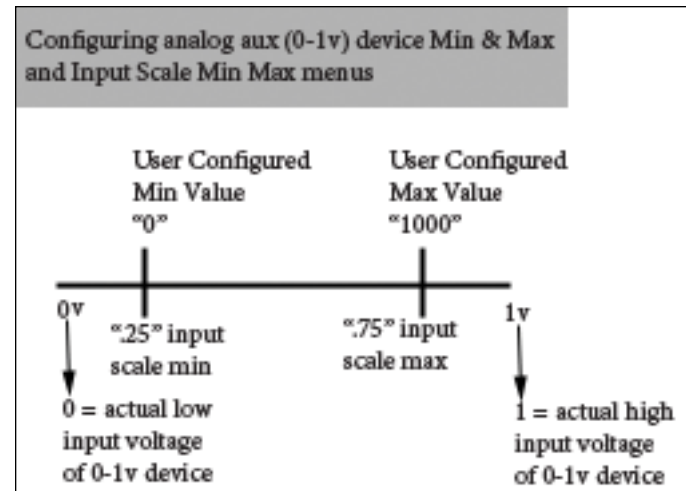 Configuring analog aux (0-1v) device Min & Max
and Input Scale Min Max menus
User Configured
Min Value
"0"
User Configured
Max Value
"1000"
0v
1v
".25" input
scale min
".75" input
scale max
0 = actual low
input voltage
of 0-1v device
1 = actual high
input voltage
of 0-1v device